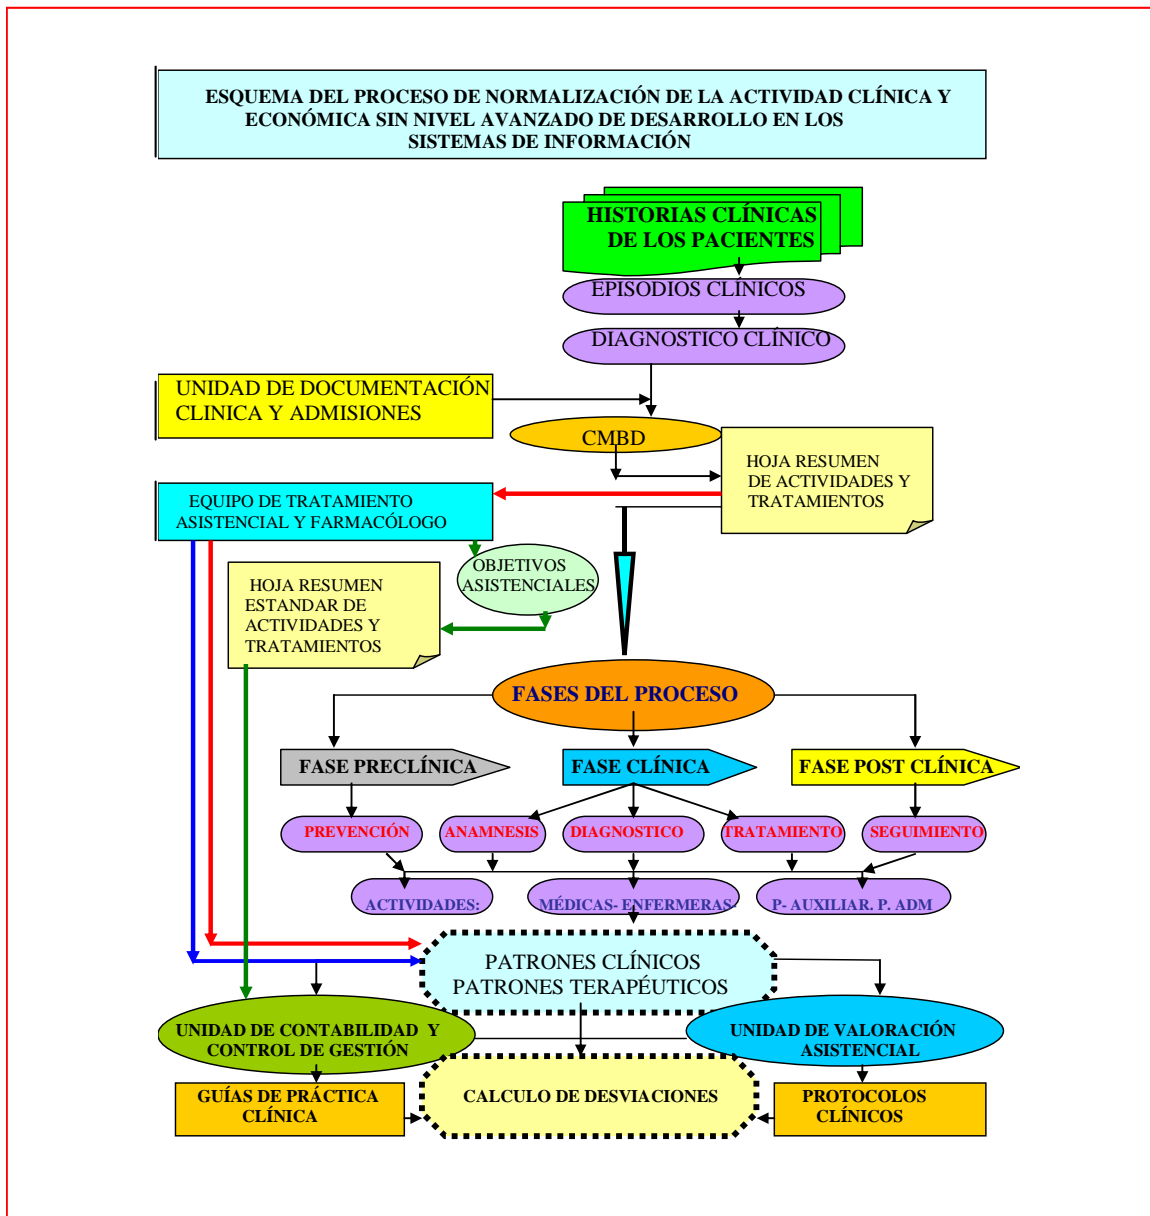 ESQUEMA DEL PROCESO DE NORMALIZACIÓN DE LA ACTIVIDAD CLÍNICA Y
ECONÓMICA SIN NIVEL AVANZADO DE DESARROLLO EN LOS
SISTEMAS DE INFORMACIÓN
HISTORIAS CLÍNICAS
DE LOS PACIENTES
EPISODIOS CLÍNICOS
DIAGNOSTICO CLÍNICO
UNIDAD DE DOCUMENTACIÓN
CLINICA Y ADMISIONES
CMBD
HOJA RESUMEN
DE ACTIVIDADES Y
TRATAMIENTOS
EQUIPO DE TRATAMIENTO
ASISTENCIAL Y FARMACÓLOGO
OBJETIVOS
ASISTENCIALES
HOJA RESUMEN
ESTANDAR DE
ACTIVIDADES Y
TRATAMIENTOS
FASES DEL PROCESO
FASE PRECLÍNICA
FASE CLÍNICA
FASE POST CLÍNICA
PREVENCIÓN
ANAMNESIS
DIAGNOSTICO
TRATAMIENTO
SEGUIMIENTO
ACTIVIDADES:
MÉDICAS- ENFERMERAS-
P- AUXILIAR. P. ADM
PATRONES CLÍNICOS
PATRONES TERAPÉUTICOS
UNIDAD DE CONTABILIDAD Y
CONTROL DE GESTIÓN
UNIDAD DE VALORACIÓN
ASISTENCIAL
GUÍAS DE PRÁCTICA
CLÍNICA
CALCULO DE DESVIACIONES
PROTOCOLOS
CLÍNICOS